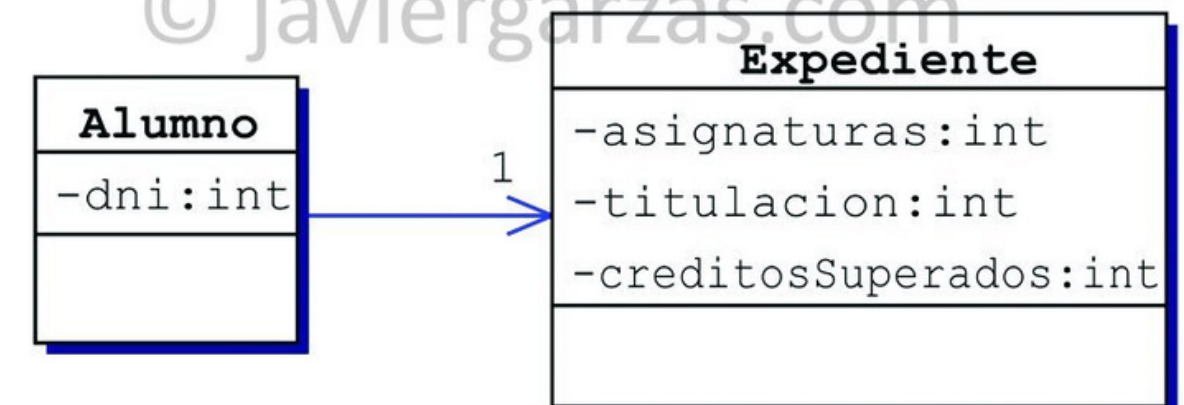 © javiergarzas.com
Alumno
-dni:int
1
Expediente
-asignaturas:int
-titulacion:int
-creditosSuperados:int